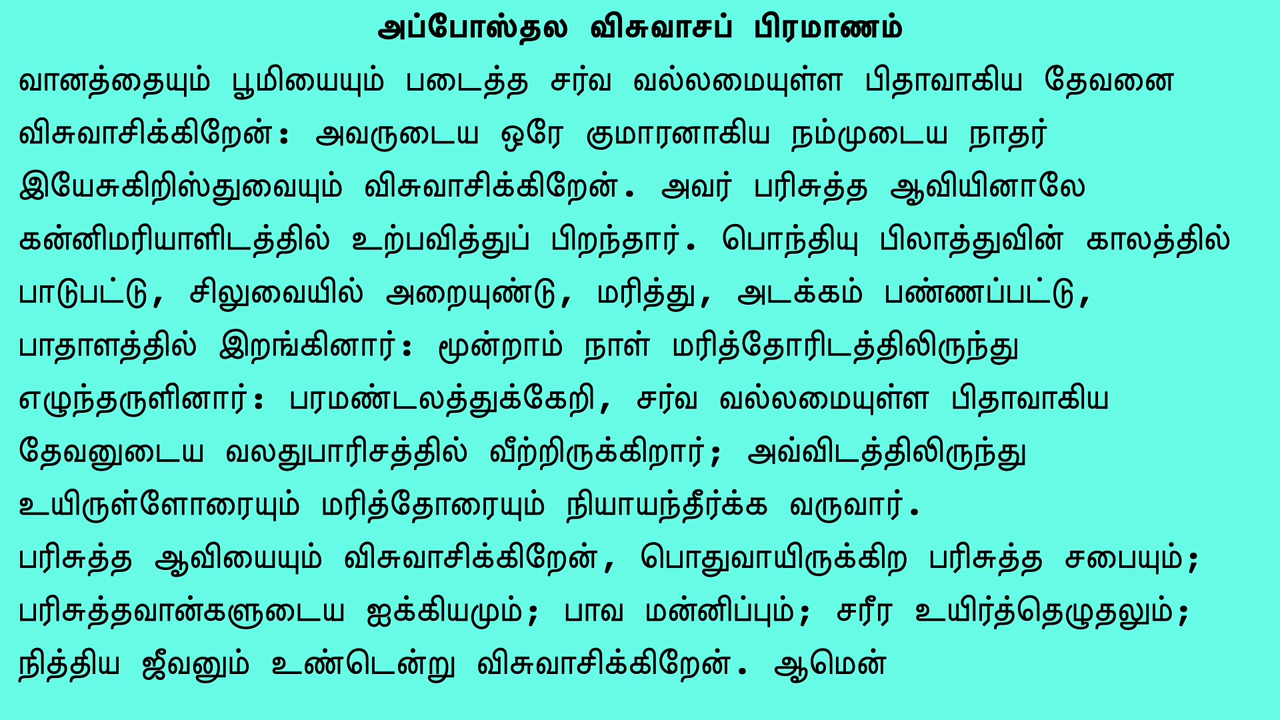 அப்போஸ்தல விசுவாசப் பிரமாணம்
வானத்தையும் பூமியையும் படைத்த சர்வ வல்லமையுள்ள பிதாவாகிய தேவனை
விசுவாசிக்கிறேன்: அவருடைய ஒரே குமாரனாகிய நம்முடைய நாதர்
இயேசுகிறிஸ்துவையும் விசுவாசிக்கிறேன். அவர் பரிசுத்த ஆவியினாலே
கன்னிமரியாளிடத்தில் உற்பவித்துப் பிறந்தார். பொந்தியு பிலாத்துவின் காலத்தில்
பாடுபட்டு, சிலுவையில் அறையுண்டு, மரித்து, அடக்கம் பண்ணப்பட்டு,
பாதாளத்தில் இறங்கினார்: மூன்றாம் நாள் மரித்தோரிடத்திலிருந்து
எழுந்தருளினார்: பரமண்டலத்துக்கேறி, சர்வ வல்லமையுள்ள பிதாவாகிய
தேவனுடைய வலதுபாரிசத்தில் வீற்றிருக்கிறார்; அவ்விடத்திலிருந்து
உயிருள்ளோரையும் மரித்தோரையும் நியாயந்தீர்க்க வருவார்.
பரிசுத்த ஆவியையும் விசுவாசிக்கிறேன், பொதுவாயிருக்கிற பரிசுத்த சபையும்;
பரிசுத்தவான்களுடைய ஐக்கியமும்; பாவ மன்னிப்பும்; சரீர உயிர்த்தெழுதலும்;
நித்திய ஜீவனும் உண்டென்று விசுவாசிக்கிறேன். ஆமென்